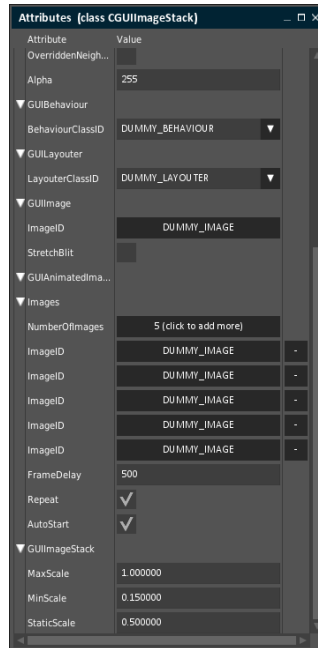 Attributes (class CGUIImageStack)
Attribute Value
OverriddenNeigh...
Alpha 255
GUIBehaviour
BehaviourClassID DUMMY_BEHAVIOUR
GUILayouter
LayouterClassID DUMMY_LAYOUTER
GUIImage
ImageID DUMMY_IMAGE
StretchBlit
GUIAnimatedIma...
Images
NumberOfImages 5 (click to add more)
ImageID DUMMY_IMAGE -
ImageID DUMMY_IMAGE -
ImageID DUMMY_IMAGE -
ImageID DUMMY_IMAGE -
ImageID DUMMY_IMAGE -
FrameDelay 500
Repeat
AutoStart
GUIImageStack
MaxScale 1.000000
MinScale 0.150000
StaticScale 0.500000